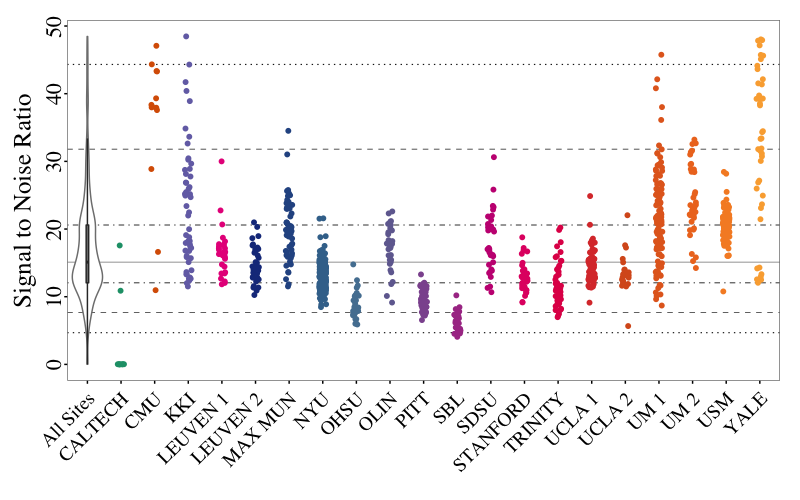 Signal to Noise Ratio
50
40
30
20
10
0
All Sites
CALTECH
CMU
KKI
LEUVEN 1
LEUVEN 2
MAX MUN
NYU
OHSU
OLIN
PITT
SBL
SDSU
STANFORD
TRINITY
UCLA 1
UCLA 2
UM 1
UM 2
USM
YALE